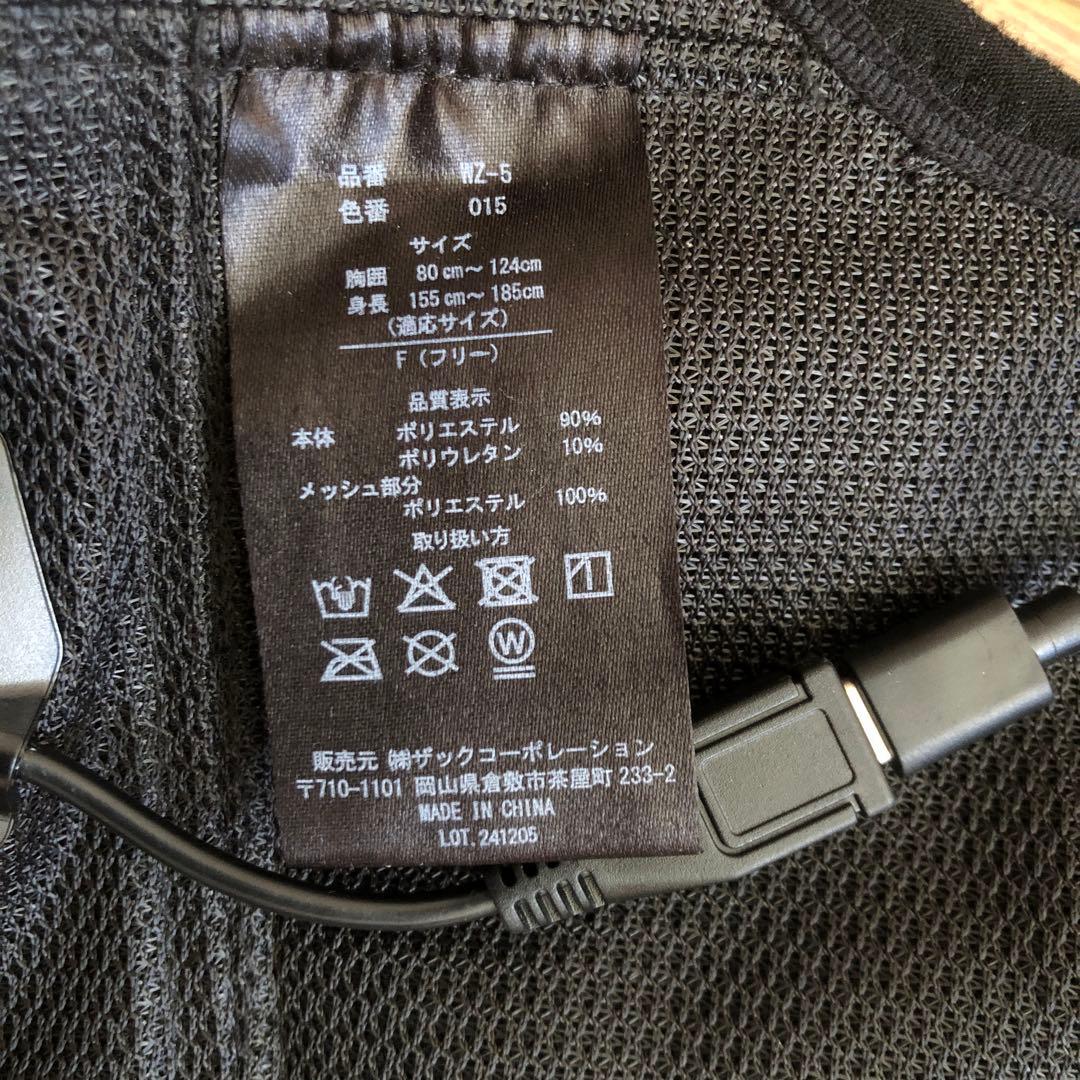 品番 WZ-5
色番 015
サイズ
胸囲 80cm〜124cm
身長 155cm〜185cm
(適応サイズ)
F(フリー)
品質表示
本体 ポリエステル 90%
ポリウレタン 10%
メッシュ部分
ポリエステル 100%
取り扱い方
W
販売元 ㈱ザックコーポレーション
〒710-1101 岡山県倉敷市茶屋町 233-2
MADE IN CHINA
LOT.241205